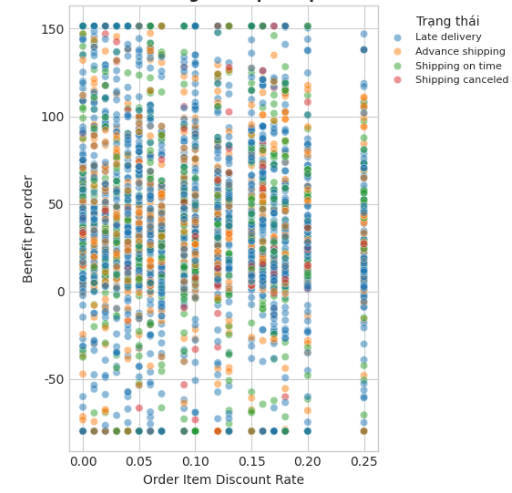 Trạng thái
Late delivery
Advance shipping
Shipping on time
Shipping canceled
150
100
50
0
-50
Benefit per order
0.00 0.05 0.10 0.15 0.20 0.25
Order Item Discount Rate